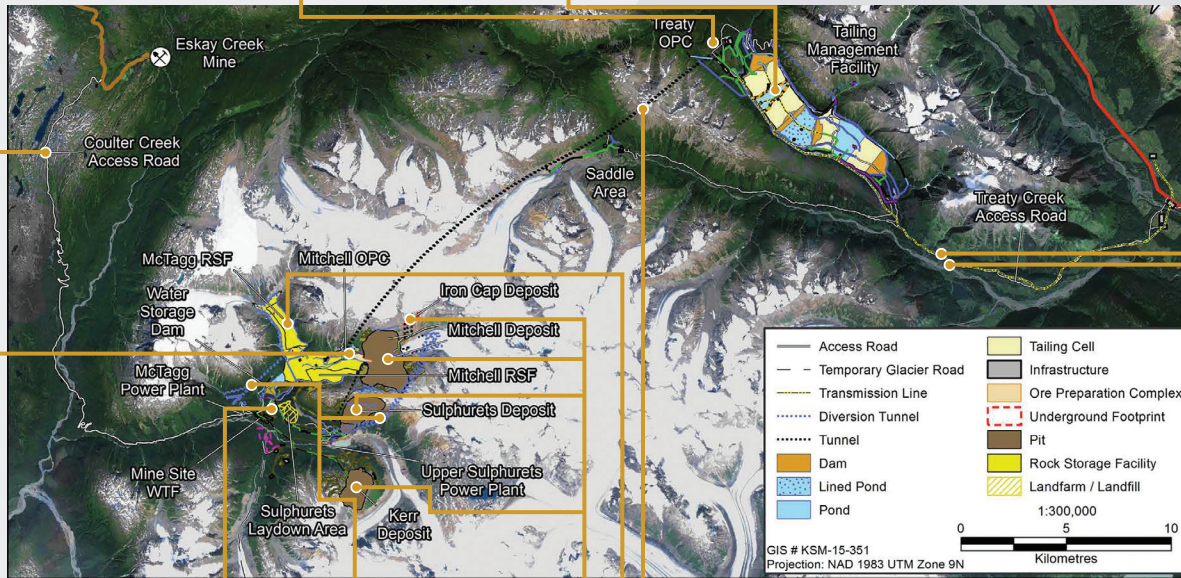 Treaty
OPC
Tailing
Management
Facility
Eskay Creek
Mine
Coulter Creek
Access Road
Saddle
Area
Treaty Creek
Access Road
McTagg RSF
Mitchell OPC
Iron Cap Deposit
Water
Storage
Dam
Mitchell Deposit
McTagg
Power Plant
Mitchell RSF
Sulphurets Deposit
Mine Site
WTF
Upper Sulphurets
Power Plant
Sulphurets
Laydown Area
Kerr
Deposit
Access Road
Temporary Glacier Road
Transmission Line
Diversion Tunnel
Tunnel
Dam
Lined Pond
Pond
Tailing Cell
Infrastructure
Ore Preparation Complex
Underground Footprint
Pit
Rock Storage Facility
Landfarm / Landfill
1:300,000
0 5 10
Kilometres
GIS # KSM-15-351
Projection: NAD 1983 UTM Zone 9N